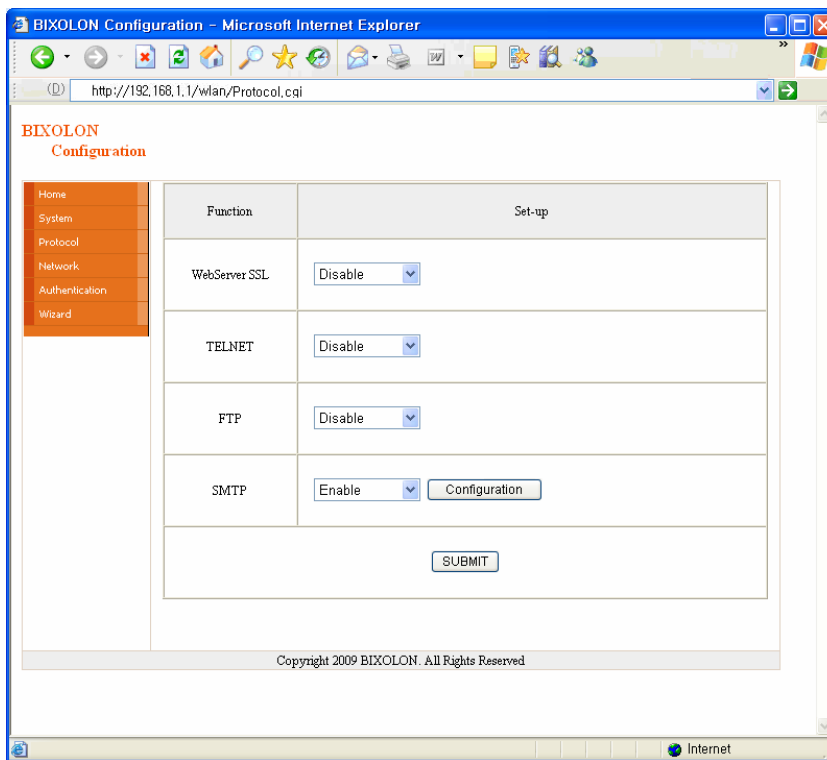 BIXOLON Configuration - Microsoft Internet Explorer
(D) http://192,168,1,1/wlan/Protocol,cgi
BIXOLON
Configuration
Home
System
Protocol
Network
Authentication
Wizard
Function Set-up
WebServer SSL Disable
TELNET Disable
FTP Disable
SMTP Enable Configuration
SUBMIT
Copyright 2009 BIXOLON. All Rights Reserved
Internet